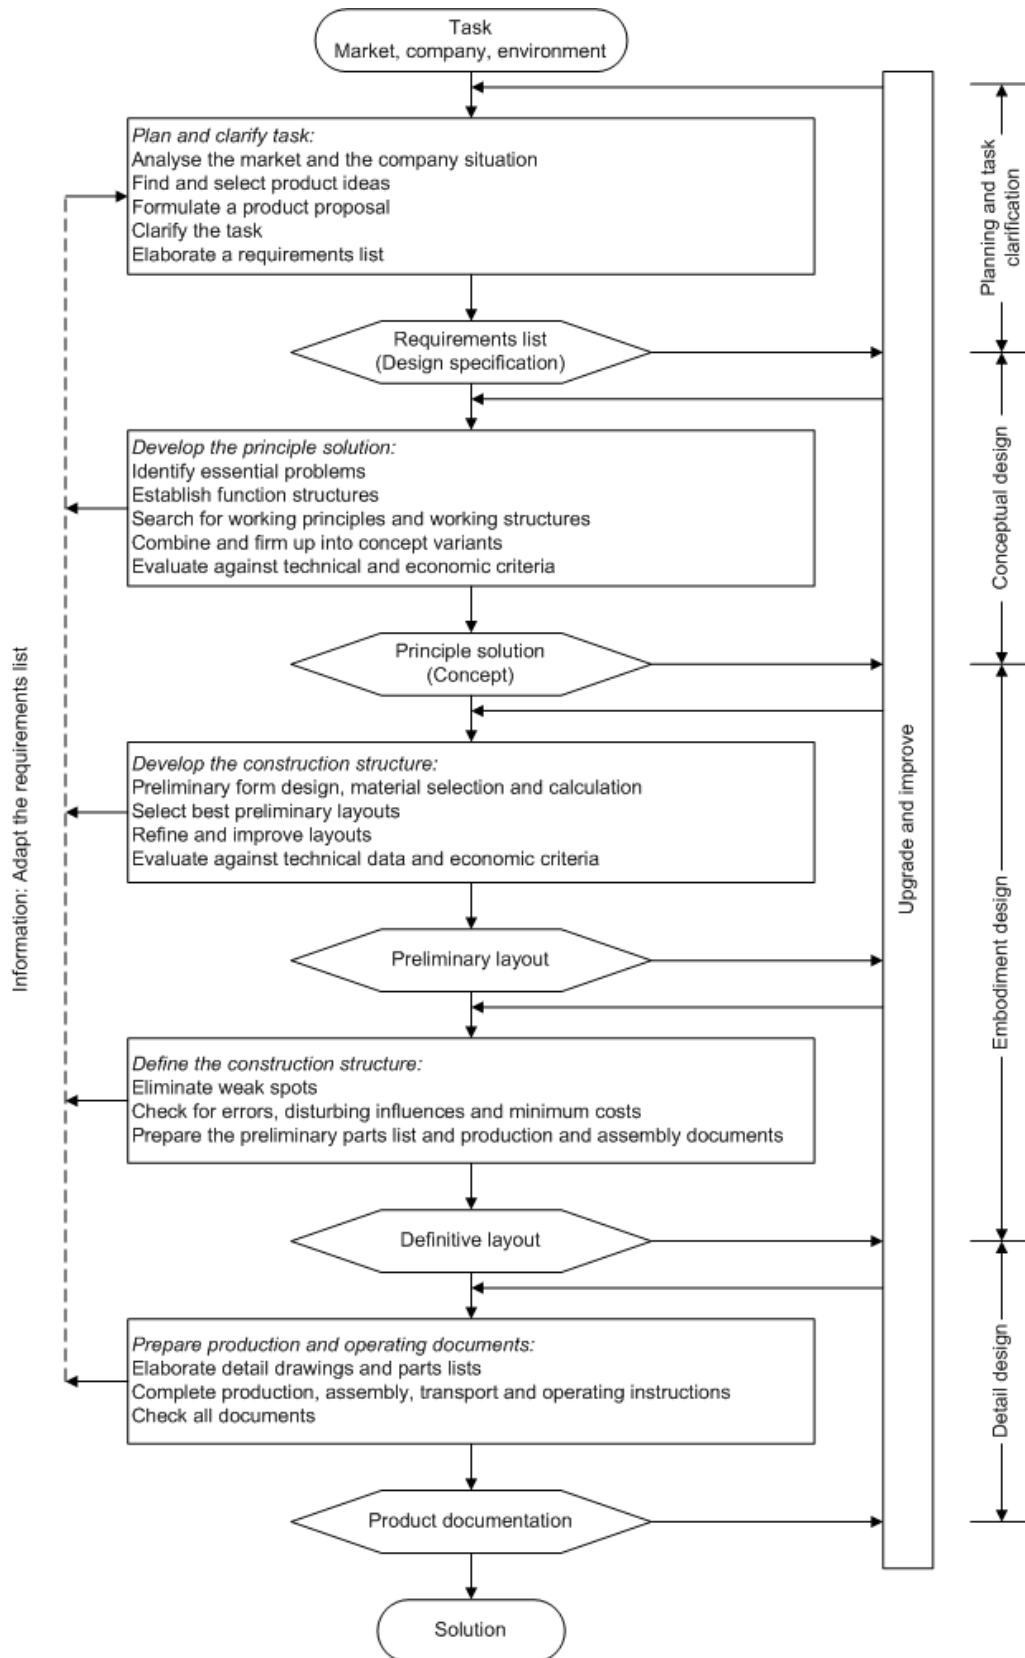 Task
Market, company, environment
Plan and clarify task:
Analyse the market and the company situation
Find and select product ideas
Formulate a product proposal
Clarify the task
Elaborate a requirements list
Requirements list
(Design specification)
Develop the principle solution:
Identify essential problems
Establish function structures
Search for working principles and working structures
Combine and firm up into concept variants
Evaluate against technical and economic criteria
Principle solution
(Concept)
Develop the construction structure:
Preliminary form design, material selection and calculation
Select best preliminary layouts
Refine and improve layouts
Evaluate against technical data and economic criteria
Preliminary layout
Define the construction structure:
Eliminate weak spots
Check for errors, disturbing influences and minimum costs
Prepare the preliminary parts list and production and assembly documents
Definitive layout
Prepare production and operating documents:
Elaborate detail drawings and parts lists
Complete production, assembly, transport and operating instructions
Check all documents
Product documentation
Solution
Information: Adapt the requirements list
Upgrade and improve
Planning and task
clarification
Conceptual design
Embodiment design
Detail design